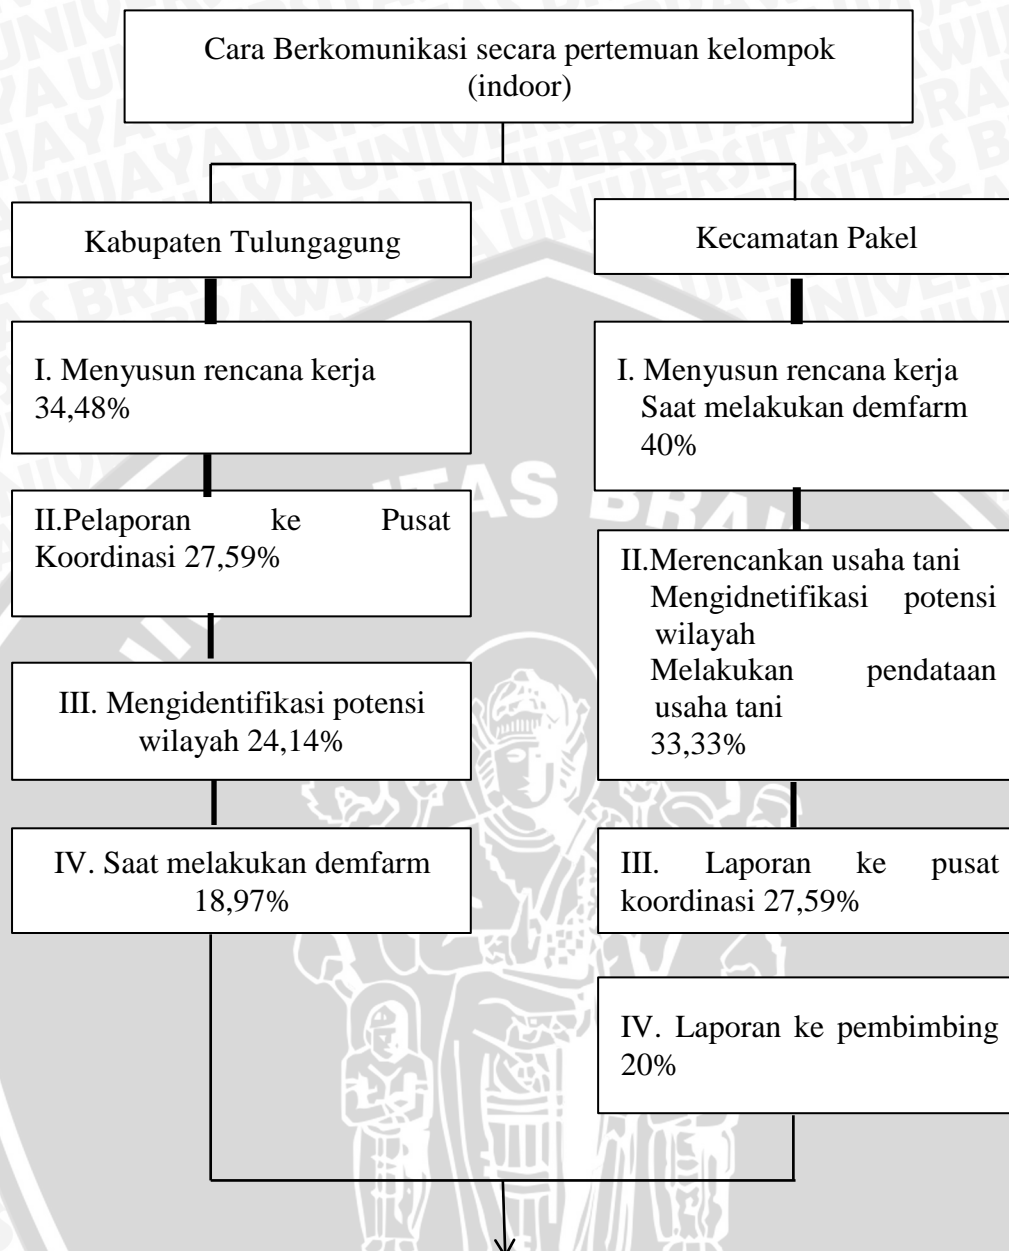 Cara Berkomunikasi secara pertemuan kelompok
(indoor)
Kabupaten Tulungagung
Kecamatan Pakel
I. Menyusun rencana kerja
34,48%
I. Menyusun rencana kerja
Saat melakukan demfarm
40%
II.Pelaporan ke Pusat
Koordinasi 27,59%
II.Merencankan usaha tani
Mengidnetifikasi potensi
wilayah
Melakukan pendataan
usaha tani
33,33%
III. Mengidentifikasi potensi
wilayah 24,14%
IV. Saat melakukan demfarm
18,97%
III. Laporan ke pusat
koordinasi 27,59%
IV. Laporan ke pembimbing
20%